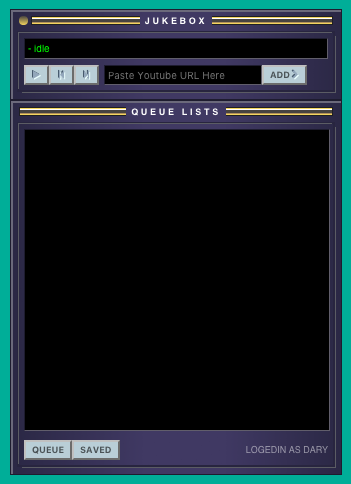 JUKEBOX
- idle
Paste Youtube URL Here ADD
QUEUE LISTS
QUEUE SAVED LOGEDIN AS DARY